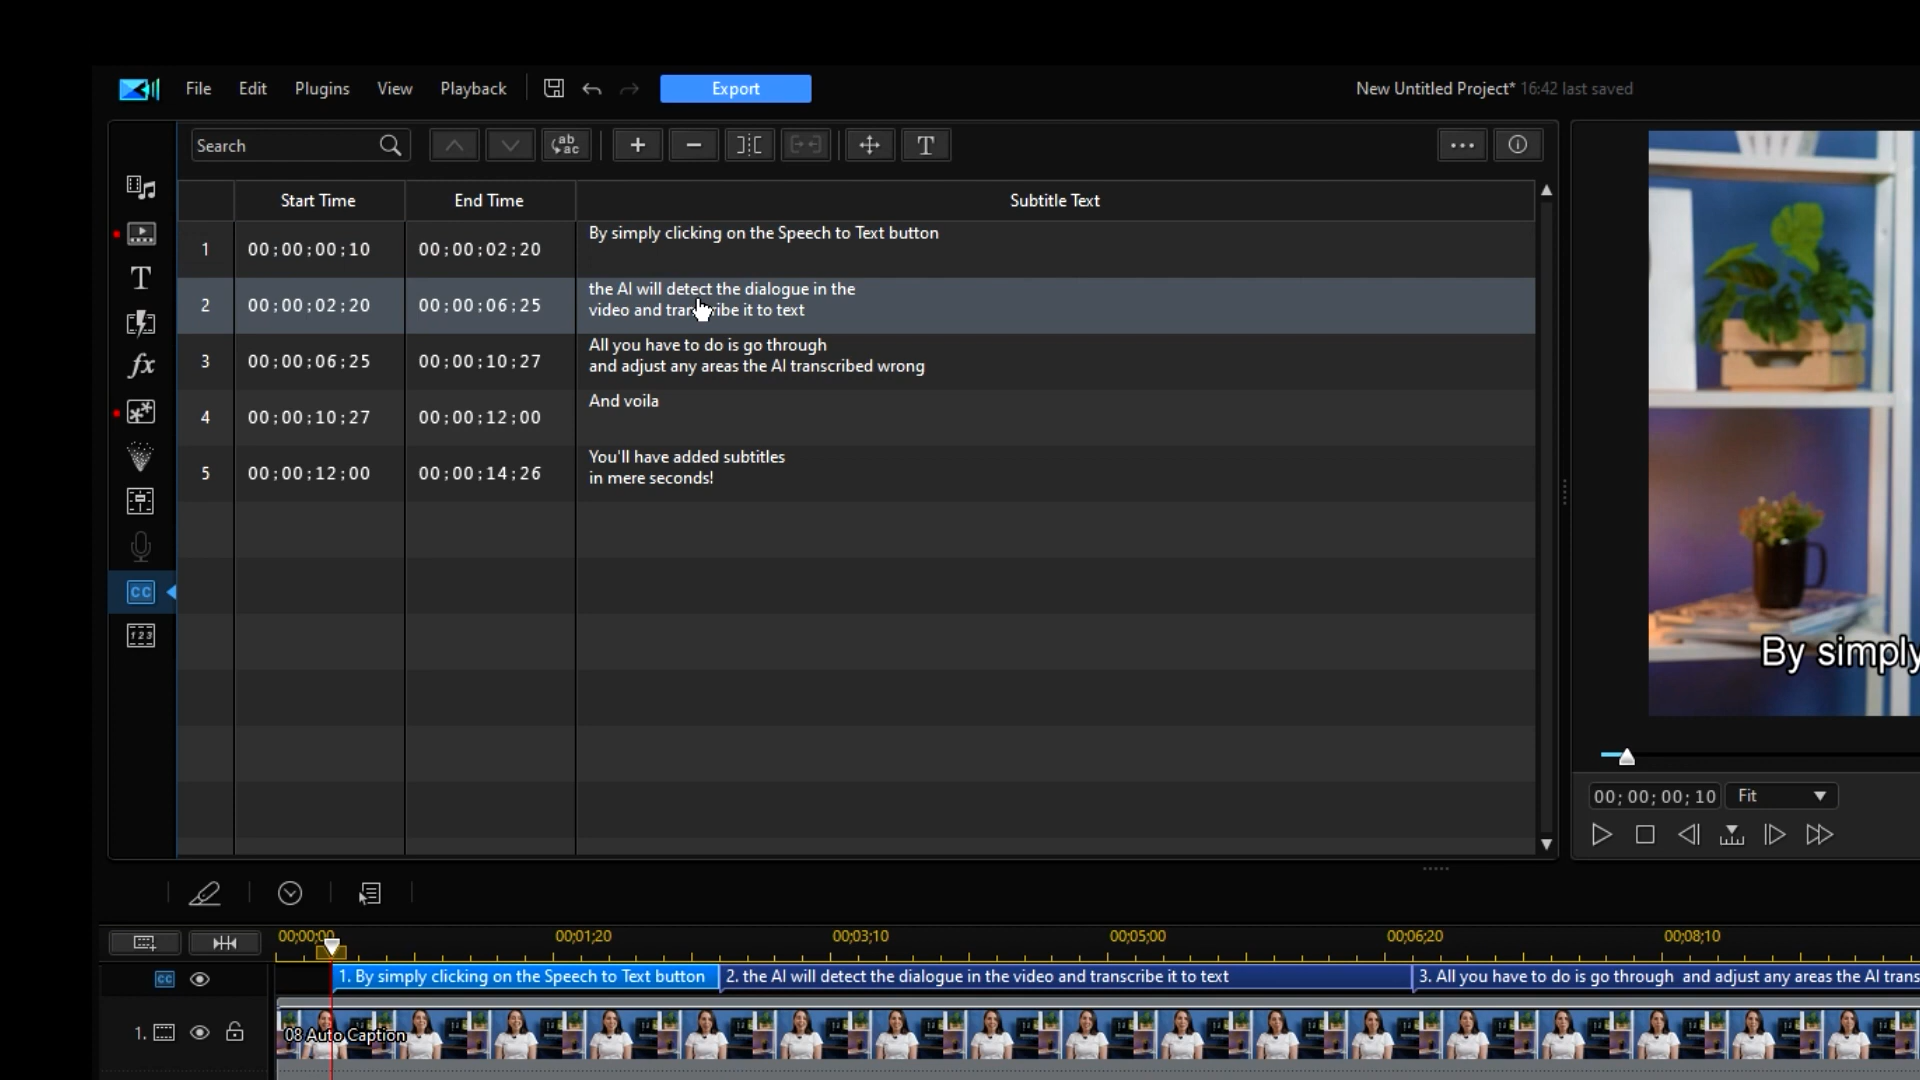 File Edit Plugins View Playback Export New Untitled Project* 16:42 last saved
Search ab ac T
Start Time End Time Subtitle Text
1 00;00;00;10 00;00;02;20 By simply clicking on the Speech to Text button
2 00;00;02;20 00;00;06;25 the AI will detect the dialogue in the
video and transcribe it to text
3 00;00;06;25 00;00;10;27 All you have to do is go through
and adjust any areas the AI transcribed wrong
4 00;00;10;27 00;00;12;00 And voila
5 00;00;12;00 00;00;14;26 You'll have added subtitles
in mere seconds!
T
fx
CC
123
By simply
00;00;00;10 Fit
00;00;00 00;01;20 00;03;10 00;05;00 00;06;20 00;08;10
CC 1. By simply clicking on the Speech to Text button 2. the AI will detect the dialogue in the video and transcribe it to text 3. All you have to do is go through and adjust any areas the AI trans
1. 08 Auto Caption